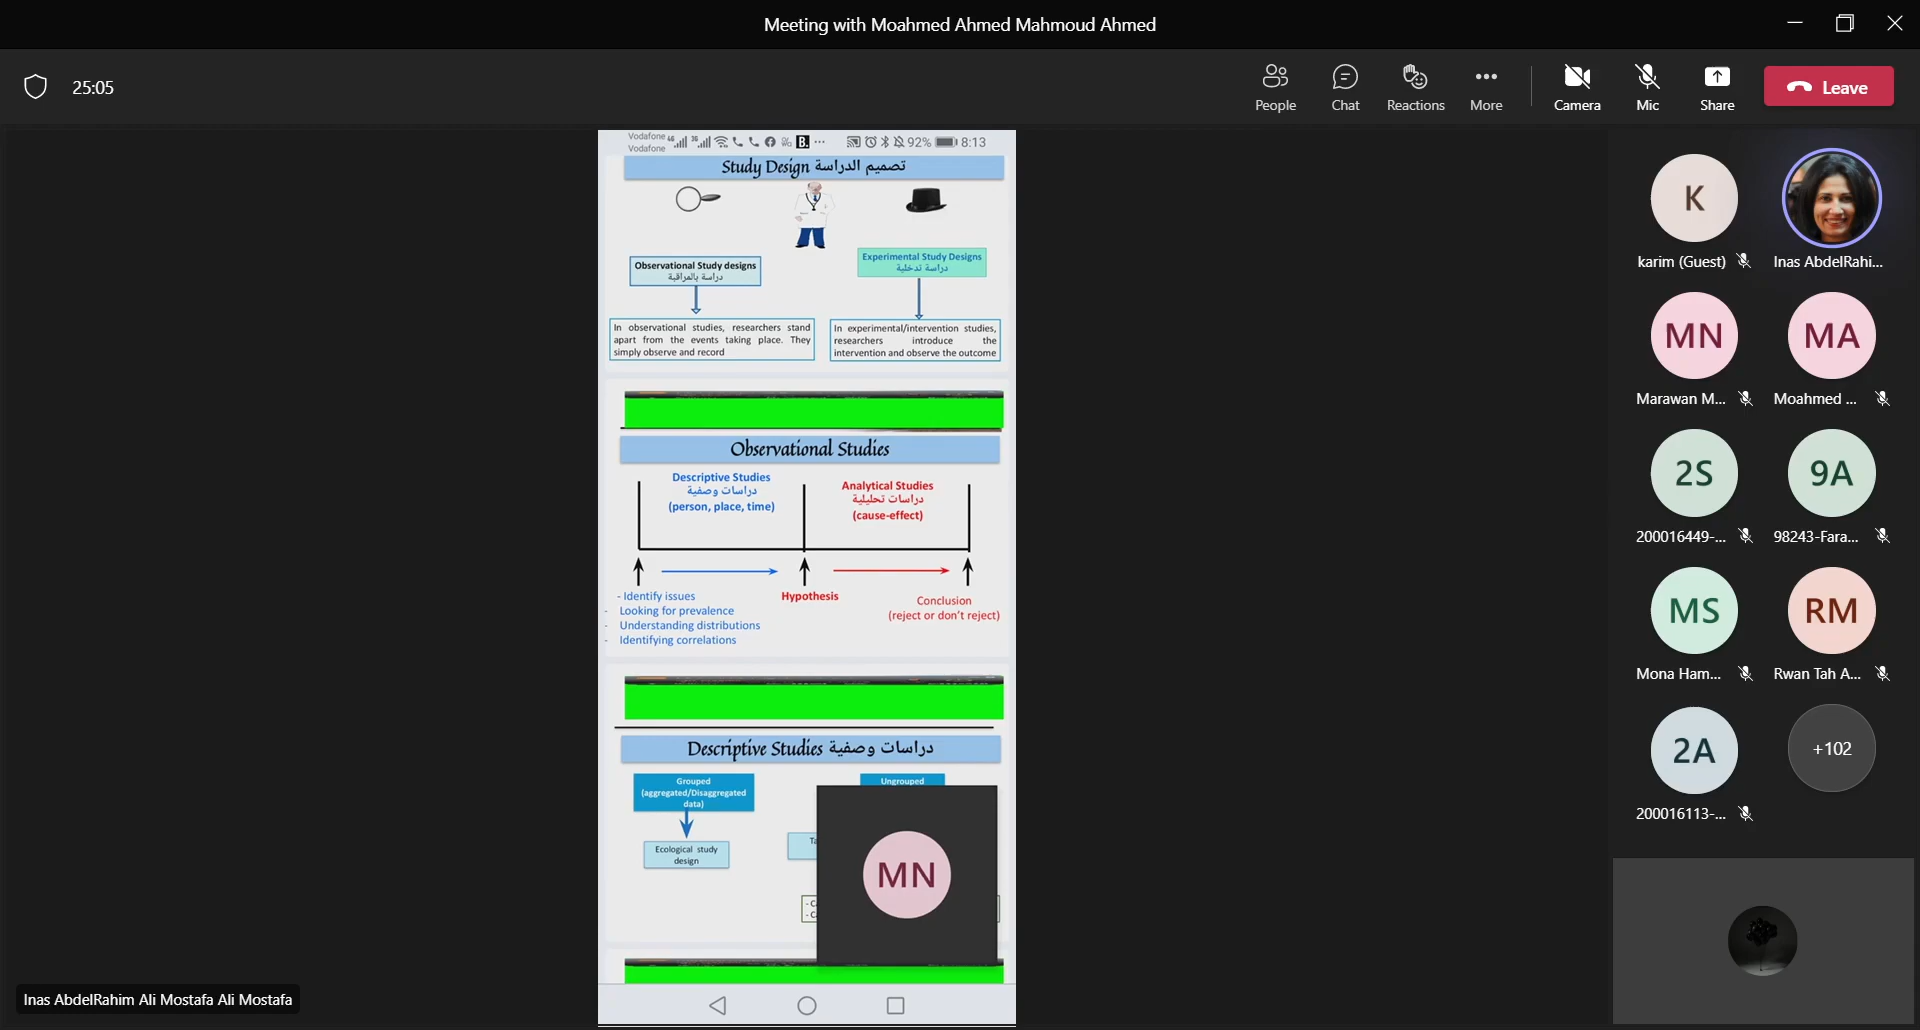 Meeting with Moahmed Ahmed Mahmoud Ahmed
25:05
People
Chat
Reactions
More
Camera
Mic
Share
Leave
Vodafone 4G 3G
Vodafone
B.
92% 8:13
Study Design تصميم الدراسة
Observational Study designs
دراسة بالمراقبة
Experimental Study Designs
دراسة تدخلية
In observational studies, researchers stand
apart from the events taking place. They
simply observe and record
In experimental/intervention studies,
researchers introduce the
intervention and observe the outcome
Observational Studies
Descriptive Studies
دراسات وصفية
(person, place, time)
Analytical Studies
دراسات تحليلية
(cause-effect)
- Identify issues
- Looking for prevalence
- Understanding distributions
- Identifying correlations
Hypothesis
Conclusion
(reject or don't reject)
Descriptive Studies دراسات وصفية
Grouped
(aggregated/Disaggregated
data)
Ecological study
design
Ungrouped
MN
Inas AbdelRahim Ali Mostafa Ali Mostafa
K
karim (Guest)
Inas AbdelRahi...
MN
Marawan M...
MA
Moahmed ...
2S
200016449-...
9A
98243-Fara...
MS
Mona Ham...
RM
Rwan Tah A...
2A
200016113-...
+102